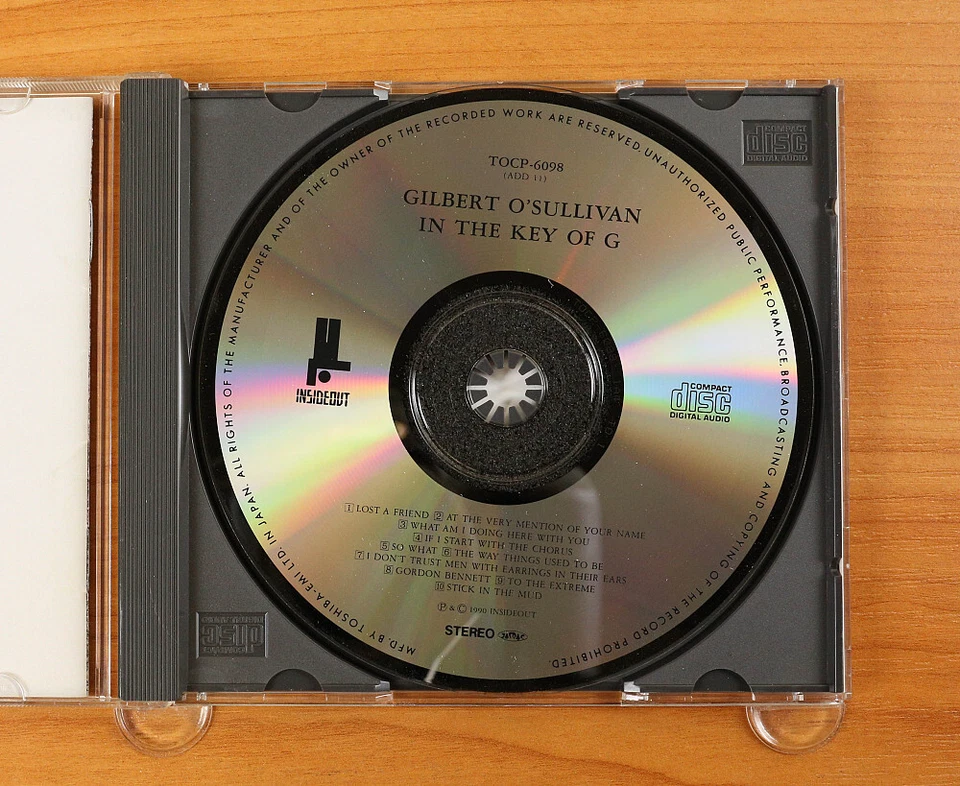 TOCP-6098
(ADD 11)
GILBERT O'SULLIVAN
IN THE KEY OF G
INSIDEOUT
COMPACT
disc
DIGITAL AUDIO
1 LOST A FRIEND 2 AT THE VERY MENTION OF YOUR NAME
3 WHAT AM I DOING HERE WITH YOU
4 IF I START WITH THE CHORUS
5 SO WHAT 6 THE WAY THINGS USED TO BE
7 I DON'T TRUST MEN WITH EARRINGS IN THEIR EARS
8 GORDON BENNETT 9 TO THE EXTREME
10 STICK IN THE MUD
℗ & © 1990 INSIDEOUT
STEREO JASRAC
MFD. BY TOSHIBA-EMI LTD. IN JAPAN. ALL RIGHTS OF THE MANUFACTURER AND OF THE OWNER OF THE RECORDED WORK ARE RESERVED. UNAUTHORIZED PUBLIC PERFORMANCE, BROADCASTING AND COPYING OF THE RECORD PROHIBITED.
COMPACT
disc
DIGITAL AUDIO
COMPACT
disc
DIGITAL AUDIO